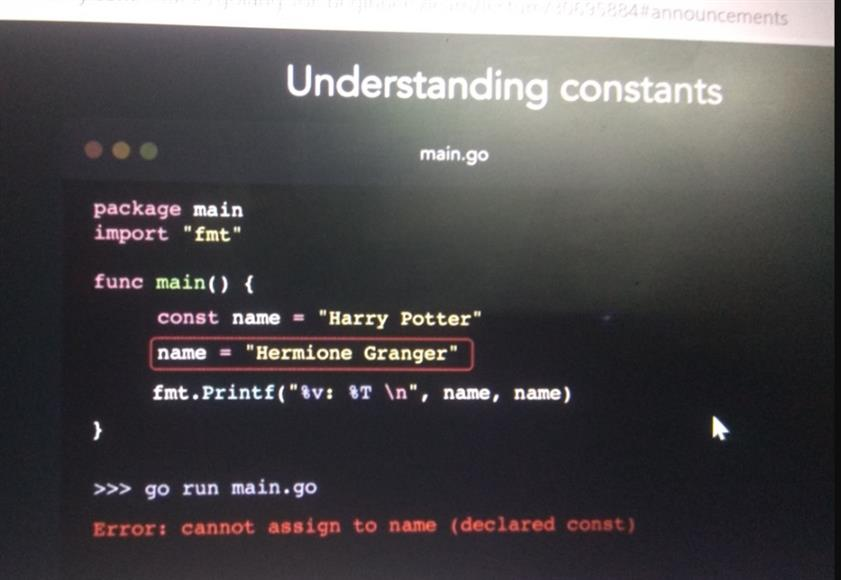 30695884#announcements
Understanding constants
main.go
package main
import "fmt"
func main() {
const name = "Harry Potter"
name = "Hermione Granger"
fmt.Printf("%v: %T \n", name, name)
}
>>> go run main.go
Error: cannot assign to name (declared const)